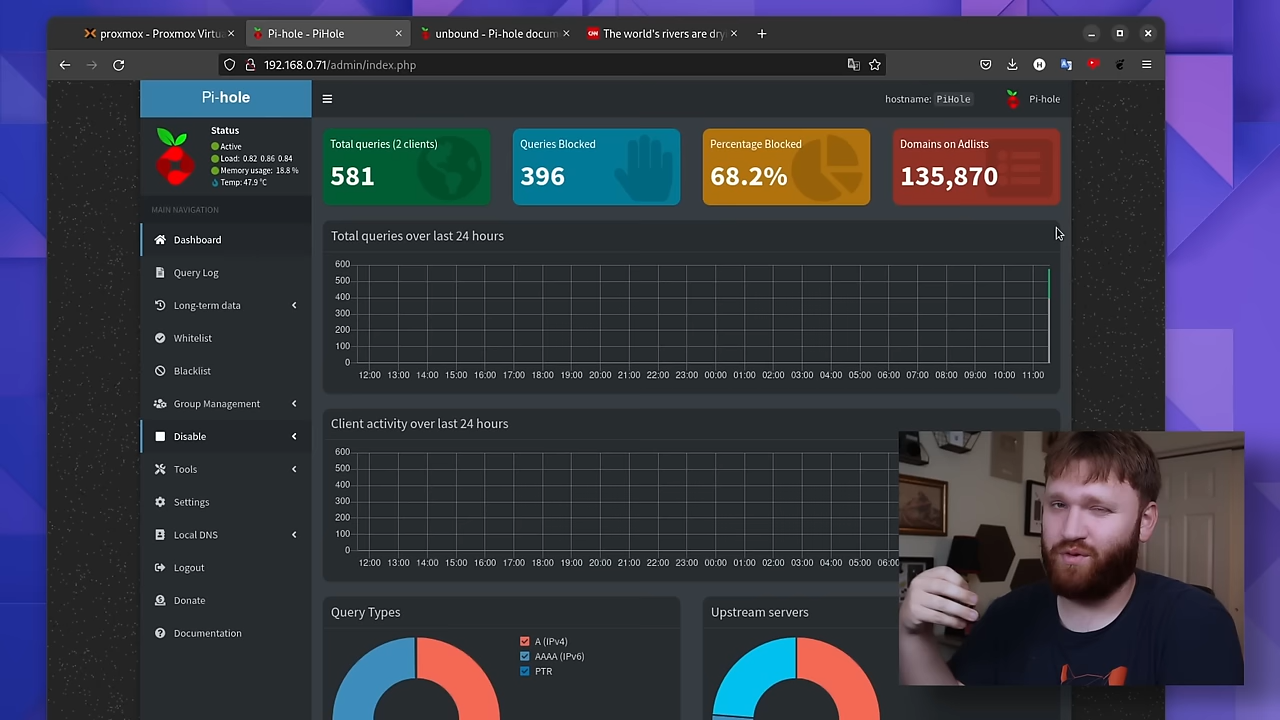 proxmox - Proxmox Virtu
Pi-hole - PiHole
unbound - Pi-hole docum
The world's rivers are dry
192.168.0.71/admin/index.php
Pi-hole
hostname: PiHole
Pi-hole
Status
Active
Load: 0.82 0.86 0.84
Memory usage: 18.8 %
Temp: 47.9 °C
MAIN NAVIGATION
Dashboard
Query Log
Long-term data
Whitelist
Blacklist
Group Management
Disable
Tools
Settings
Local DNS
Logout
Donate
Documentation
Total queries (2 clients)
581
Queries Blocked
396
Percentage Blocked
68.2%
Domains on Adlists
135,870
Total queries over last 24 hours
600
500
400
300
200
100
0
12:00 13:00 14:00 15:00 16:00 17:00 18:00 19:00 20:00 21:00 22:00 23:00 00:00 01:00 02:00 03:00 04:00 05:00 06:00 07:00 08:00 09:00 10:00 11:00
Client activity over last 24 hours
600
500
400
300
200
100
0
12:00 13:00 14:00 15:00 16:00 17:00 18:00 19:00 20:00 21:00 22:00 23:00 00:00 01:00 02:00 03:00 04:00 05:00 06:00
Query Types
A (IPv4)
AAAA (IPv6)
PTR
Upstream servers